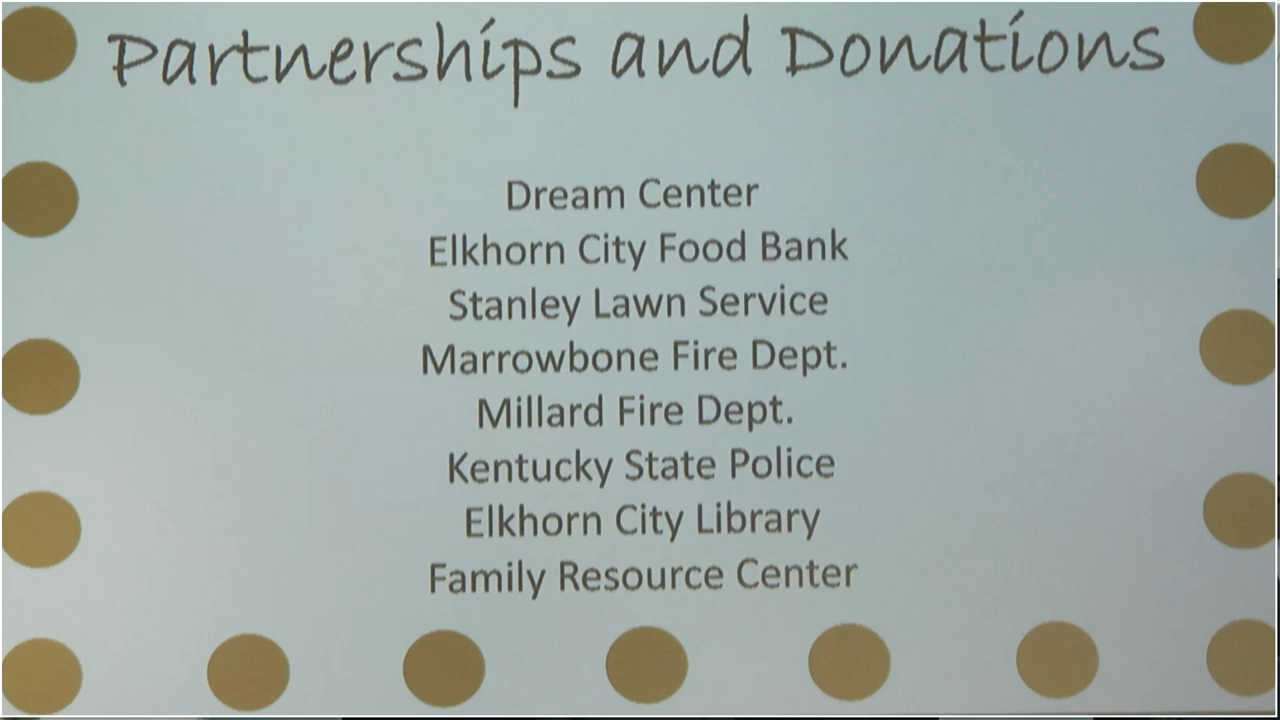 Partnerships and Donations
Dream Center
Elkhorn City Food Bank
Stanley Lawn Service
Marrowbone Fire Dept.
Millard Fire Dept.
Kentucky State Police
Elkhorn City Library
Family Resource Center